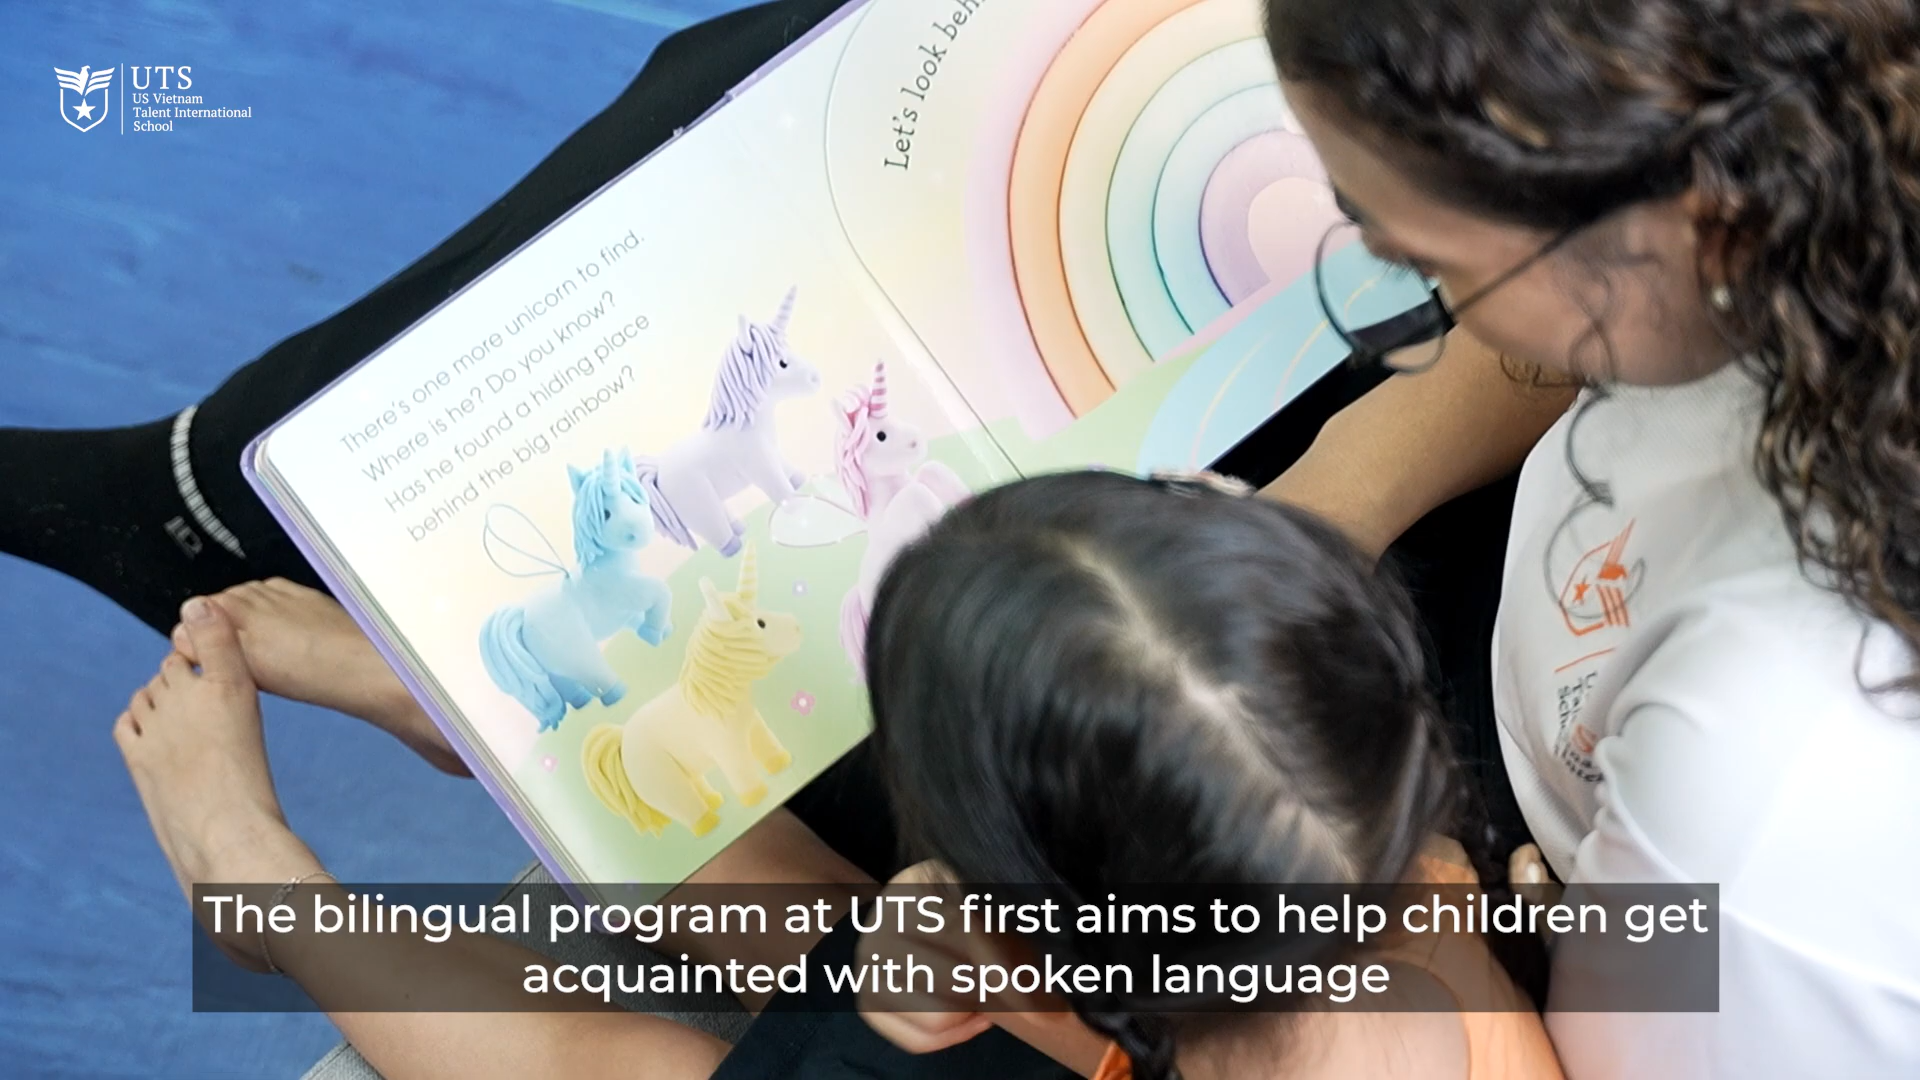 UTS
US Vietnam
Talent International
School
Let's look
There's one more unicorn to find.
Where is he? Do you know?
Has he found a hiding place
behind the big rainbow?
The bilingual program at UTS first aims to help children get
acquainted with spoken language